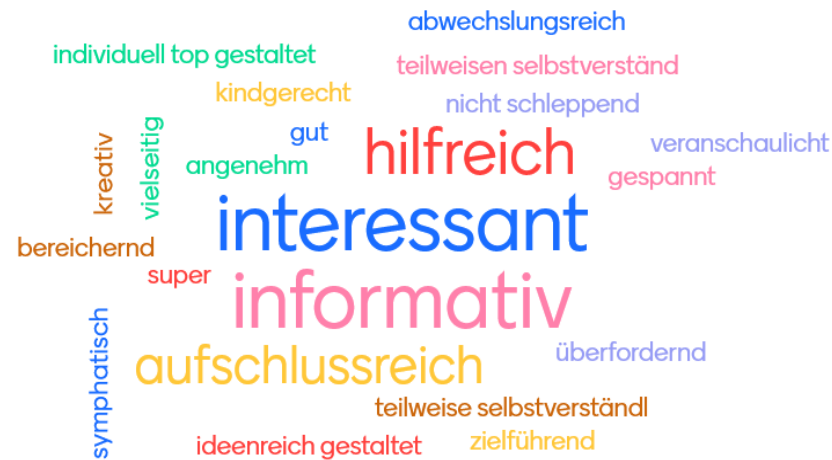 abwechslungsreich
individuell top gestaltet
teilweisen selbstverständ
kindgerecht
nicht schleppend
gut
hilfreich
veranschaulicht
kreativ
vielseitig
angenehm
gespannt
interessant
bereichernd
super
informativ
symphatisch
aufschlussreich
überfordernd
teilweise selbstverständl
ideenreich gestaltet
zielführend